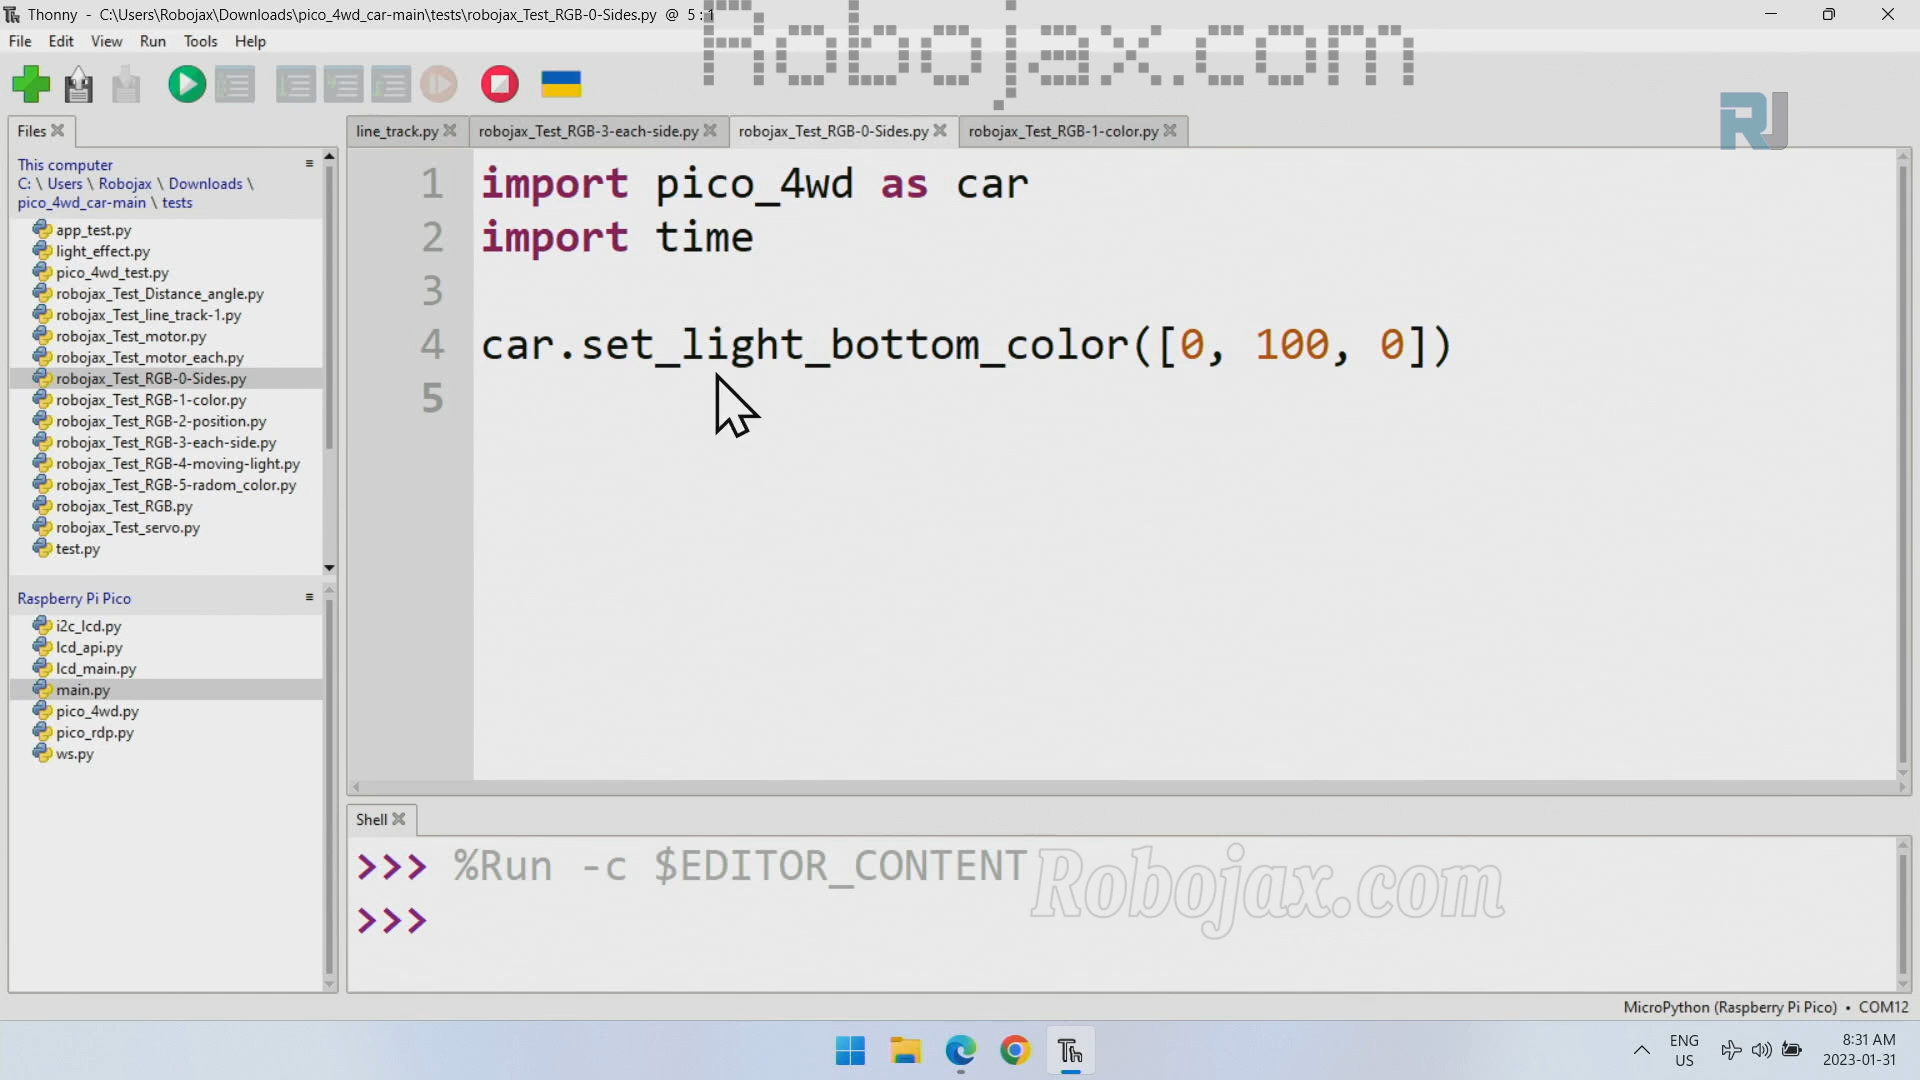 Thonny - C:\Users\Robojax\Downloads\pico_4wd_car-main\tests\robojax_Test_RGB-0-Sides.py @ 5 : 1
Robojax.com
File Edit View Run Tools Help
RJ
Files
line_track.py robojax_Test_RGB-3-each-side.py robojax_Test_RGB-0-Sides.py robojax_Test_RGB-1-color.py
This computer
C: \ Users \ Robojax \ Downloads \
pico_4wd_car-main \ tests
app_test.py
light_effect.py
pico_4wd_test.py
robojax_Test_Distance_angle.py
robojax_Test_line_track-1.py
robojax_Test_motor.py
robojax_Test_motor_each.py
robojax_Test_RGB-0-Sides.py
robojax_Test_RGB-1-color.py
robojax_Test_RGB-2-position.py
robojax_Test_RGB-3-each-side.py
robojax_Test_RGB-4-moving-light.py
robojax_Test_RGB-5-radom_color.py
robojax_Test_RGB.py
robojax_Test_servo.py
test.py
Raspberry Pi Pico
i2c_lcd.py
lcd_api.py
lcd_main.py
main.py
pico_4wd.py
pico_rdp.py
ws.py
1 import pico_4wd as car
2 import time
3
4 car.set_light_bottom_color([0, 100, 0])
5
Shell
>>> %Run -c $EDITOR_CONTENT
Robojax.com
>>>
MicroPython (Raspberry Pi Pico) • COM12
Th
ENG
US
8:31 AM
2023-01-31